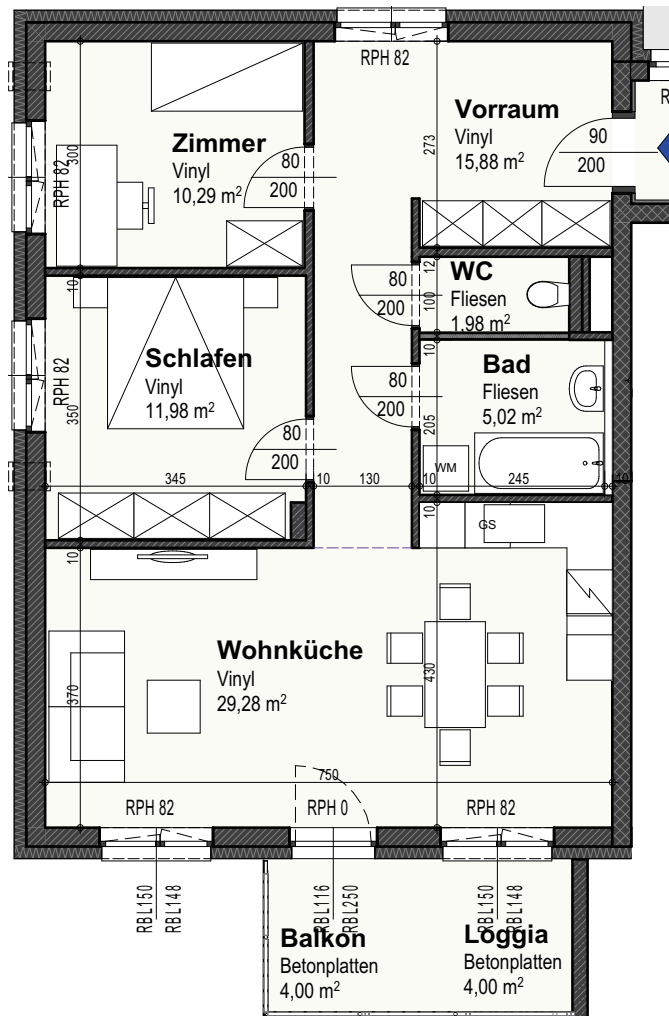 RPH 82
R
Zimmer
Vinyl
10,29 m²
Vorraum
Vinyl
15,88 m²
90
200
80
200
300
273
RPH 82
10
12
WC
Fliesen
1,98 m²
80
200
100
10
Schlafen
Vinyl
11,98 m²
RPH 82
350
Bad
Fliesen
5,02 m²
80
200
205
80
200
WM
345
10
130
10
245
10
10
10
GS
Wohnküche
Vinyl
29,28 m²
370
430
750
RPH 82
RPH 0
RPH 82
RBL150
RBL148
RBL116
RBL250
RBL150
RBL148
Balkon
Betonplatten
4,00 m²
Loggia
Betonplatten
4,00 m²